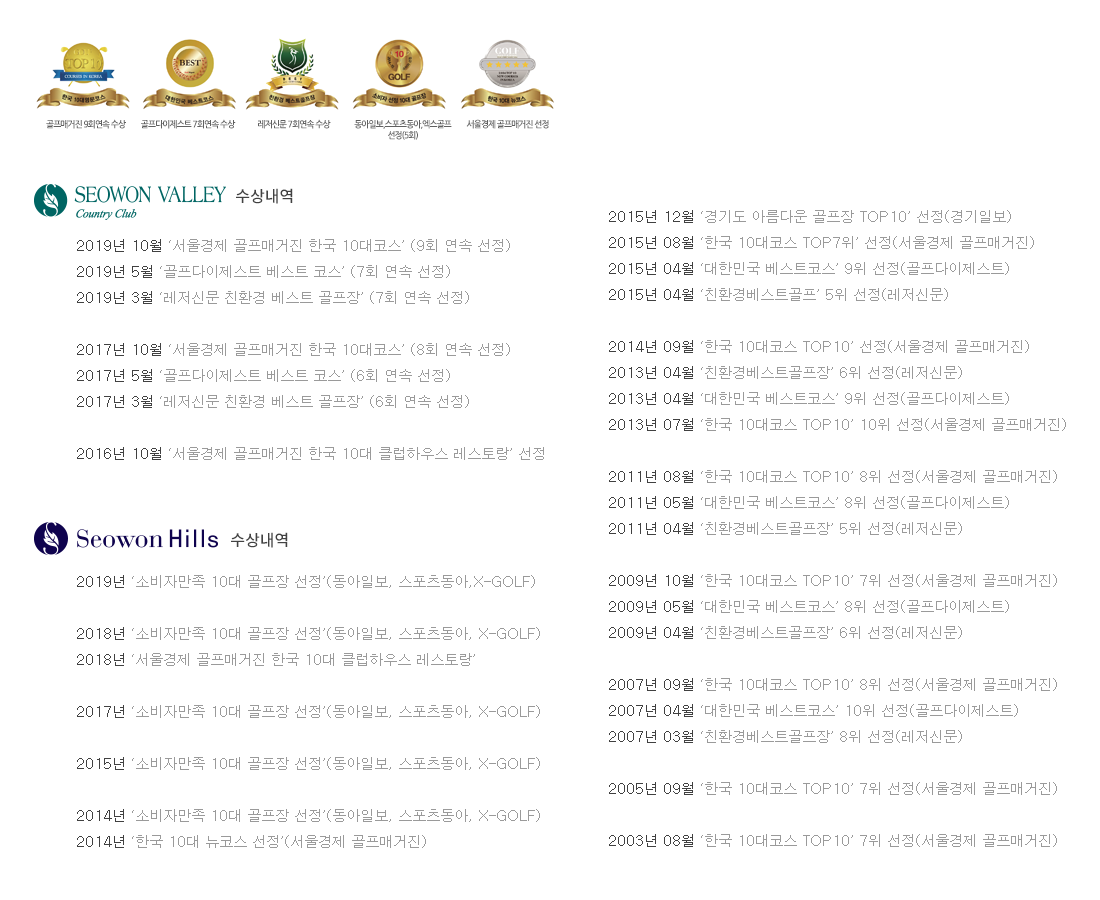 TOP 10
COURSES IN KOREA
한국 10대명문코스
골프매거진 9회연속 수상
BEST
대한민국 베스트코스
골프다이제스트 7회연속 수상
BEST
친환경 베스트골프장
레저신문 7회연속 수상
10
GOLF
소비자 선정 10대 골프장
동아일보,스포츠동아,엑스골프
선정(5회)
GOLF
한국 10대 뉴코스
서울경제 골프매거진 선정
SEOWON VALLEY 수상내역
Country Club
2019년 10월 ‘서울경제 골프매거진 한국 10대코스’ (9회 연속 선정)
2019년 5월 ‘골프다이제스트 베스트 코스’ (7회 연속 선정)
2019년 3월 ‘레저신문 친환경 베스트 골프장’ (7회 연속 선정)
2017년 10월 ‘서울경제 골프매거진 한국 10대코스’ (8회 연속 선정)
2017년 5월 ‘골프다이제스트 베스트 코스’ (6회 연속 선정)
2017년 3월 ‘레저신문 친환경 베스트 골프장’ (6회 연속 선정)
2016년 10월 ‘서울경제 골프매거진 한국 10대 클럽하우스 레스토랑’ 선정
Seowon Hills 수상내역
2019년 ‘소비자만족 10대 골프장 선정’(동아일보, 스포츠동아,X-GOLF)
2018년 ‘소비자만족 10대 골프장 선정’(동아일보, 스포츠동아, X-GOLF)
2018년 ‘서울경제 골프매거진 한국 10대 클럽하우스 레스토랑’
2017년 ‘소비자만족 10대 골프장 선정’(동아일보, 스포츠동아, X-GOLF)
2015년 ‘소비자만족 10대 골프장 선정’(동아일보, 스포츠동아, X-GOLF)
2014년 ‘소비자만족 10대 골프장 선정’(동아일보, 스포츠동아, X-GOLF)
2014년 ‘한국 10대 뉴코스 선정’(서울경제 골프매거진)
2015년 12월 ‘경기도 아름다운 골프장 TOP10’ 선정(경기일보)
2015년 08월 ‘한국 10대코스 TOP7위’ 선정(서울경제 골프매거진)
2015년 04월 ‘대한민국 베스트코스’ 9위 선정(골프다이제스트)
2015년 04월 ‘친환경베스트골프’ 5위 선정(레저신문)
2014년 09월 ‘한국 10대코스 TOP10’ 선정(서울경제 골프매거진)
2013년 04월 ‘친환경베스트골프장’ 6위 선정(레저신문)
2013년 04월 ‘대한민국 베스트코스’ 9위 선정(골프다이제스트)
2013년 07월 ‘한국 10대코스 TOP10’ 10위 선정(서울경제 골프매거진)
2011년 08월 ‘한국 10대코스 TOP10’ 8위 선정(서울경제 골프매거진)
2011년 05월 ‘대한민국 베스트코스’ 8위 선정(골프다이제스트)
2011년 04월 ‘친환경베스트골프장’ 5위 선정(레저신문)
2009년 10월 ‘한국 10대코스 TOP10’ 7위 선정(서울경제 골프매거진)
2009년 05월 ‘대한민국 베스트코스’ 8위 선정(골프다이제스트)
2009년 04월 ‘친환경베스트골프장’ 6위 선정(레저신문)
2007년 09월 ‘한국 10대코스 TOP10’ 8위 선정(서울경제 골프매거진)
2007년 04월 ‘대한민국 베스트코스’ 10위 선정(골프다이제스트)
2007년 03월 ‘친환경베스트골프장’ 8위 선정(레저신문)
2005년 09월 ‘한국 10대코스 TOP10’ 7위 선정(서울경제 골프매거진)
2003년 08월 ‘한국 10대코스 TOP10’ 7위 선정(서울경제 골프매거진)